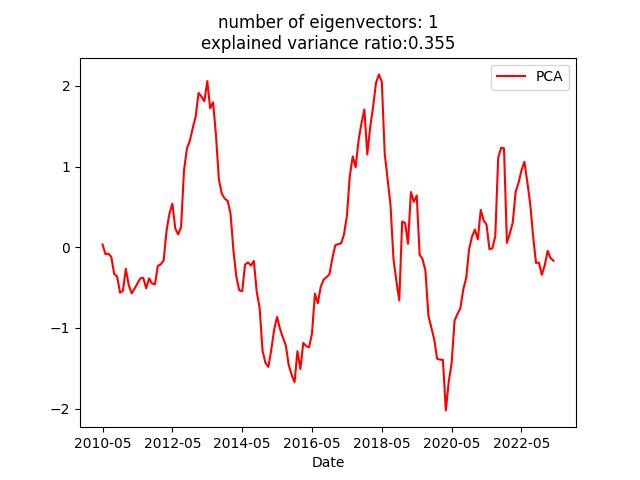 number of eigenvectors: 1
explained variance ratio:0.355
PCA
2
1
0
−1
−2
2010-05 2012-05 2014-05 2016-05 2018-05 2020-05 2022-05
Date